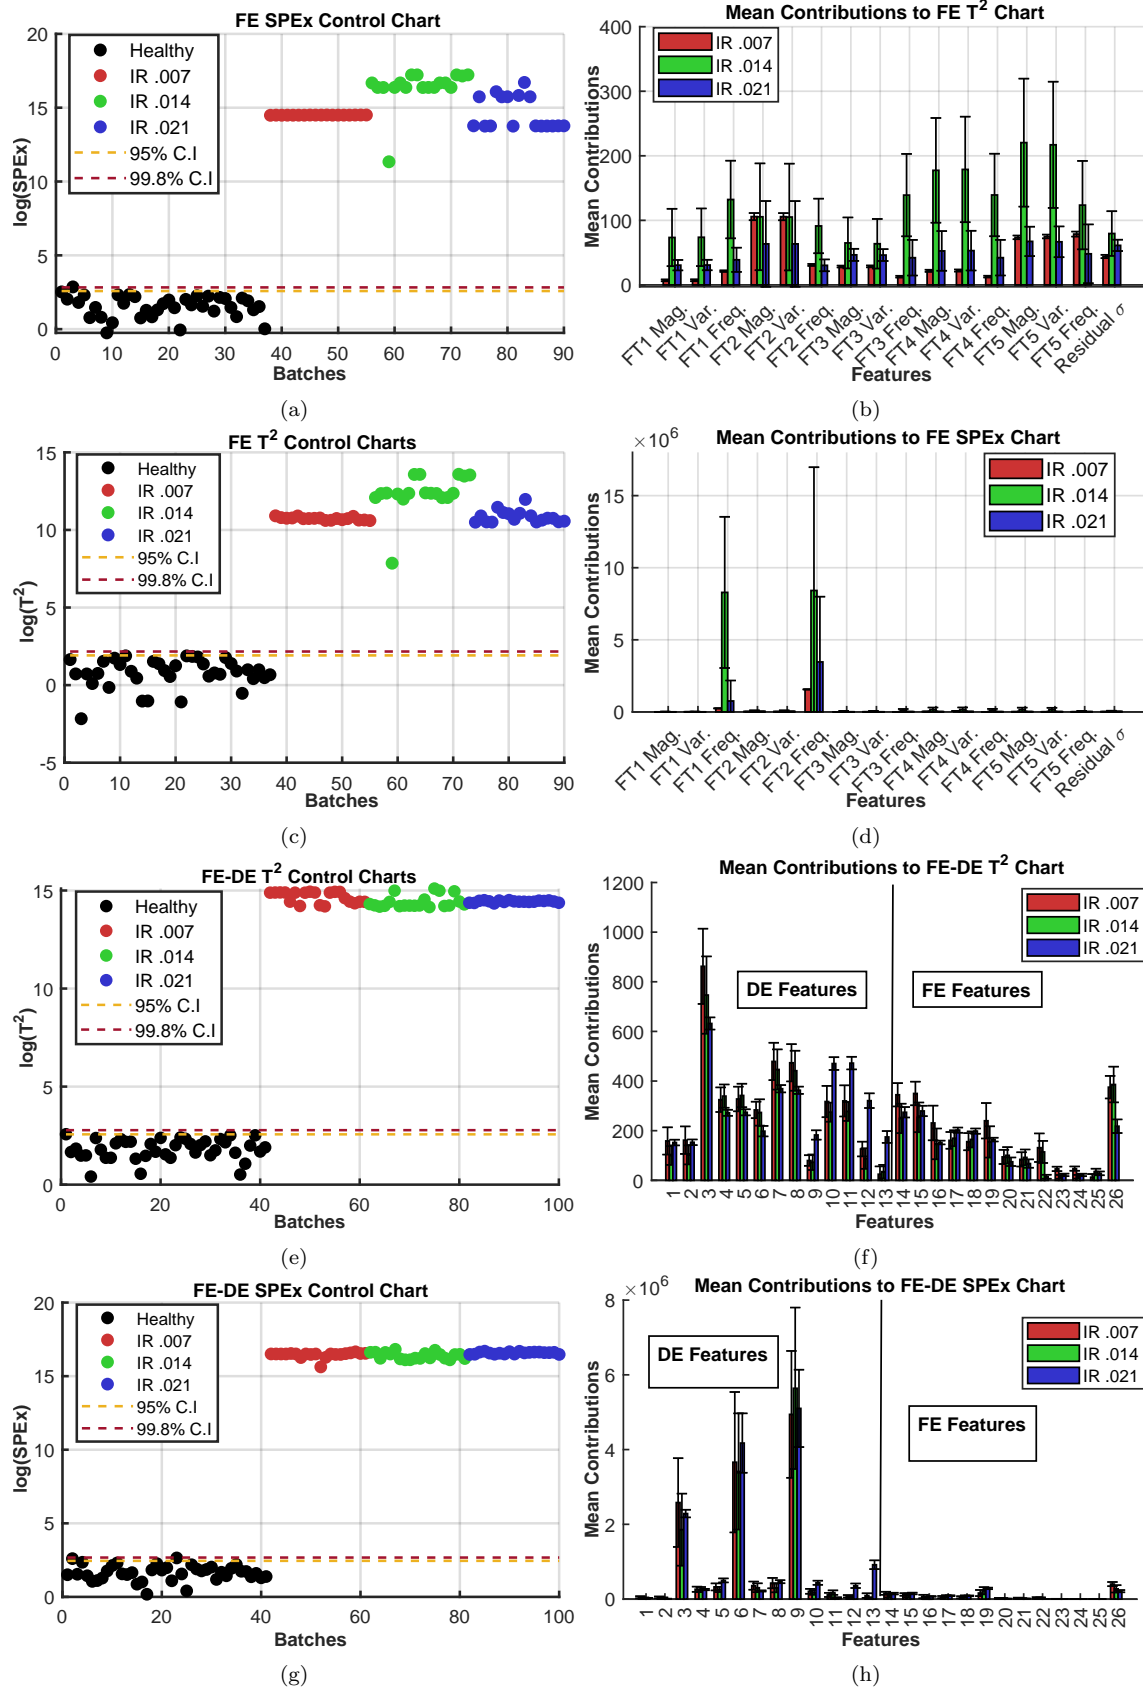 FE SPEx Control Chart
log(SPEx)
20
15
10
5
0
Healthy
IR .007
IR .014
IR .021
95% C.I
99.8% C.I
0 10 20 30 40 50 60 70 80 90
Batches
(a)
Mean Contributions to FE T² Chart
Mean Contributions
400
300
200
100
0
IR .007
IR .014
IR .021
FT1 Mag. FT1 Var. FT1 Freq. FT2 Mag. FT2 Var. FT2 Freq. FT3 Mag. FT3 Var. FT3 Freq. FT4 Mag. FT4 Var. FT4 Freq. FT5 Mag. FT5 Var. FT5 Freq. Residual σ
Features
(b)
FE T² Control Charts
log(T²)
15
10
5
0
-5
Healthy
IR .007
IR .014
IR .021
95% C.I
99.8% C.I
0 10 20 30 40 50 60 70 80 90
Batches
(c)
Mean Contributions to FE SPEx Chart
×10⁶
Mean Contributions
15
10
5
0
IR .007
IR .014
IR .021
FT1 Mag. FT1 Var. FT1 Freq. FT2 Mag. FT2 Var. FT2 Freq. FT3 Mag. FT3 Var. FT3 Freq. FT4 Mag. FT4 Var. FT4 Freq. FT5 Mag. FT5 Var. FT5 Freq. Residual σ
Features
(d)
FE-DE T² Control Charts
log(T²)
15
10
5
0
Healthy
IR .007
IR .014
IR .021
95% C.I
99.8% C.I
0 20 40 60 80 100
Batches
(e)
Mean Contributions to FE-DE T² Chart
Mean Contributions
1200
1000
800
600
400
200
0
IR .007
IR .014
IR .021
DE Features
FE Features
1 2 3 4 5 6 7 8 9 10 11 12 13 14 15 16 17 18 19 20 21 22 23 24 25 26
Features
(f)
FE-DE SPEx Control Chart
log(SPEx)
20
15
10
5
0
Healthy
IR .007
IR .014
IR .021
95% C.I
99.8% C.I
0 20 40 60 80 100
Batches
(g)
Mean Contributions to FE-DE SPEx Chart
×10⁶
Mean Contributions
8
6
4
2
0
IR .007
IR .014
IR .021
DE Features
FE Features
1 2 3 4 5 6 7 8 9 10 11 12 13 14 15 16 17 18 19 20 21 22 23 24 25 26
Features
(h)